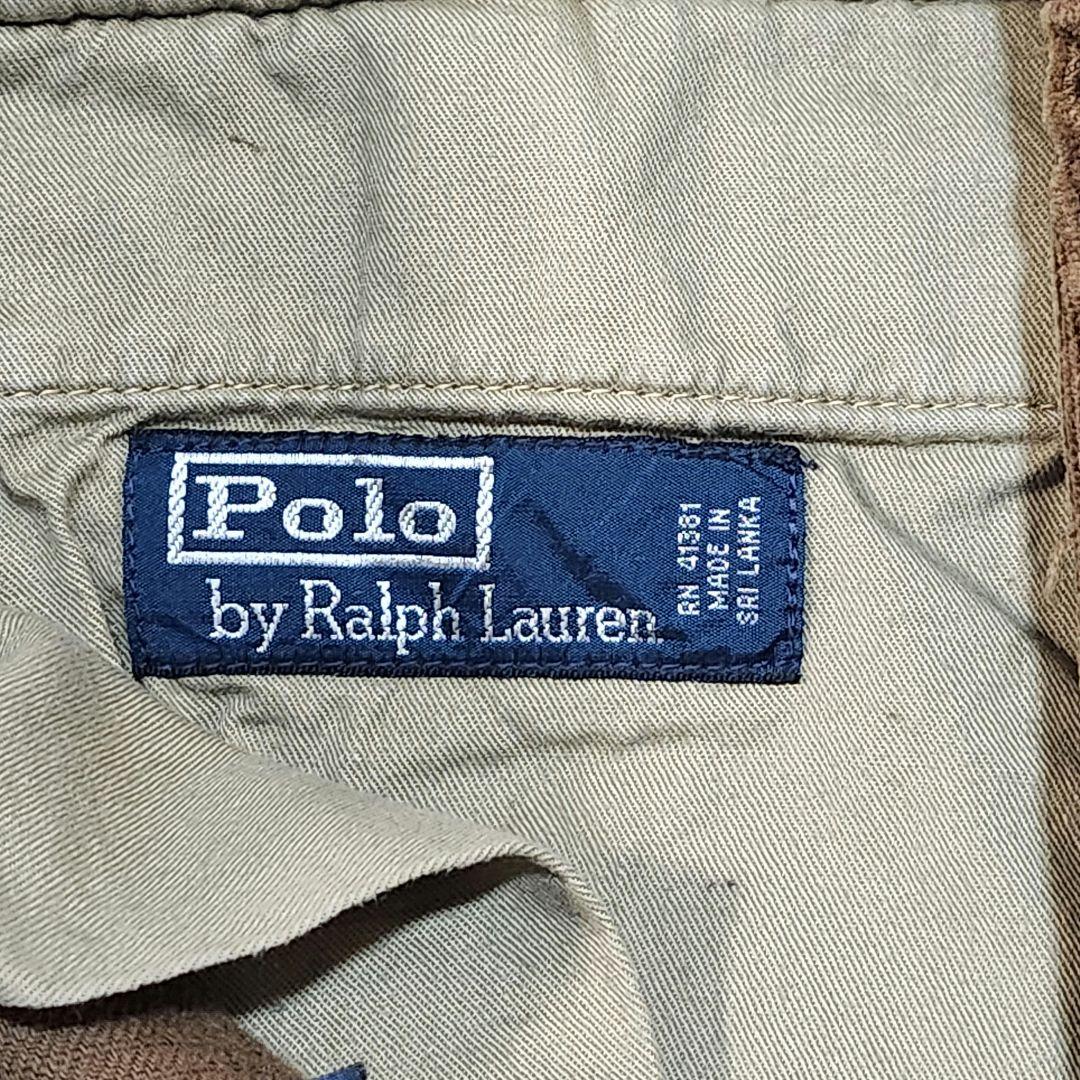 Polo
by Ralph Lauren
RN 41381
MADE IN
SRI LANKA